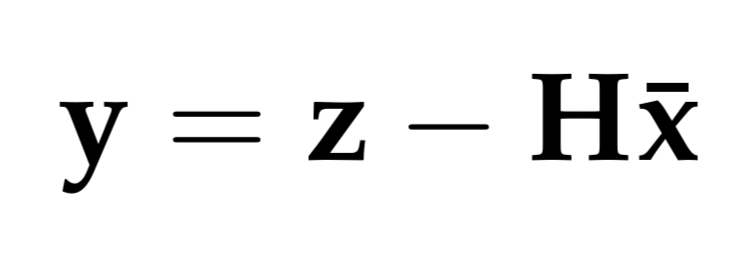 y = z − Hx̄